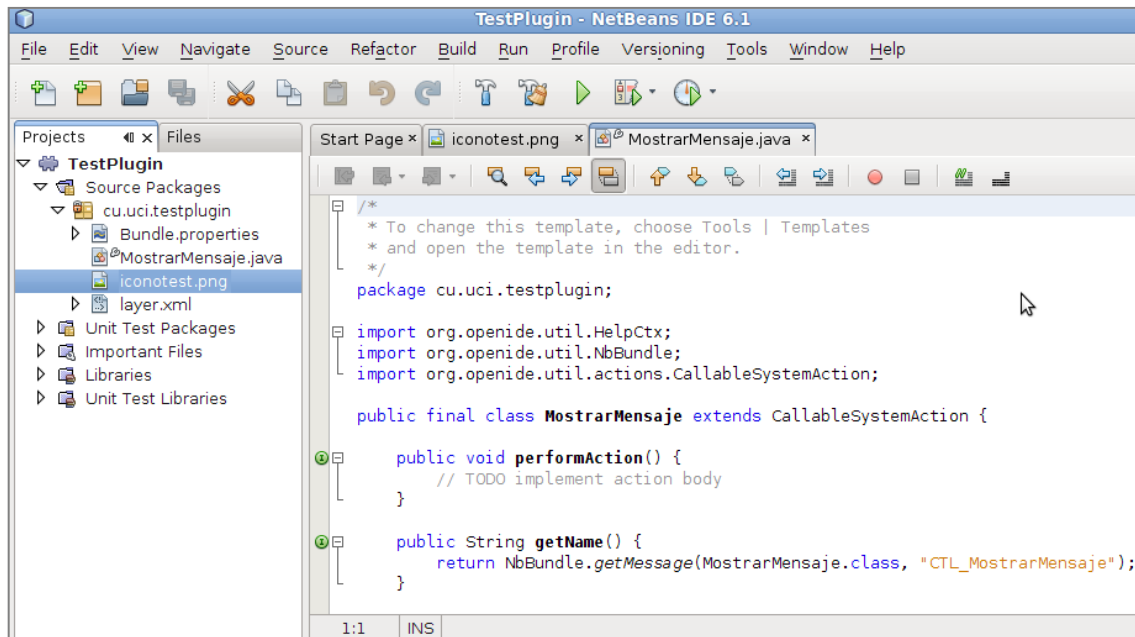 TestPlugin - NetBeans IDE 6.1
File Edit View Navigate Source Refactor Build Run Profile Versioning Tools Window Help
Projects Files
TestPlugin
Source Packages
cu.uci.testplugin
Bundle.properties
MostrarMensaje.java
iconotest.png
layer.xml
Unit Test Packages
Important Files
Libraries
Unit Test Libraries
Start Page iconotest.png MostrarMensaje.java
/*
* To change this template, choose Tools | Templates
* and open the template in the editor.
*/
package cu.uci.testplugin;
import org.openide.util.HelpCtx;
import org.openide.util.NbBundle;
import org.openide.util.actions.CallableSystemAction;
public final class MostrarMensaje extends CallableSystemAction {
public void performAction() {
// TODO implement action body
}
public String getName() {
return NbBundle.getMessage(MostrarMensaje.class, "CTL_MostrarMensaje");
}
1:1 INS